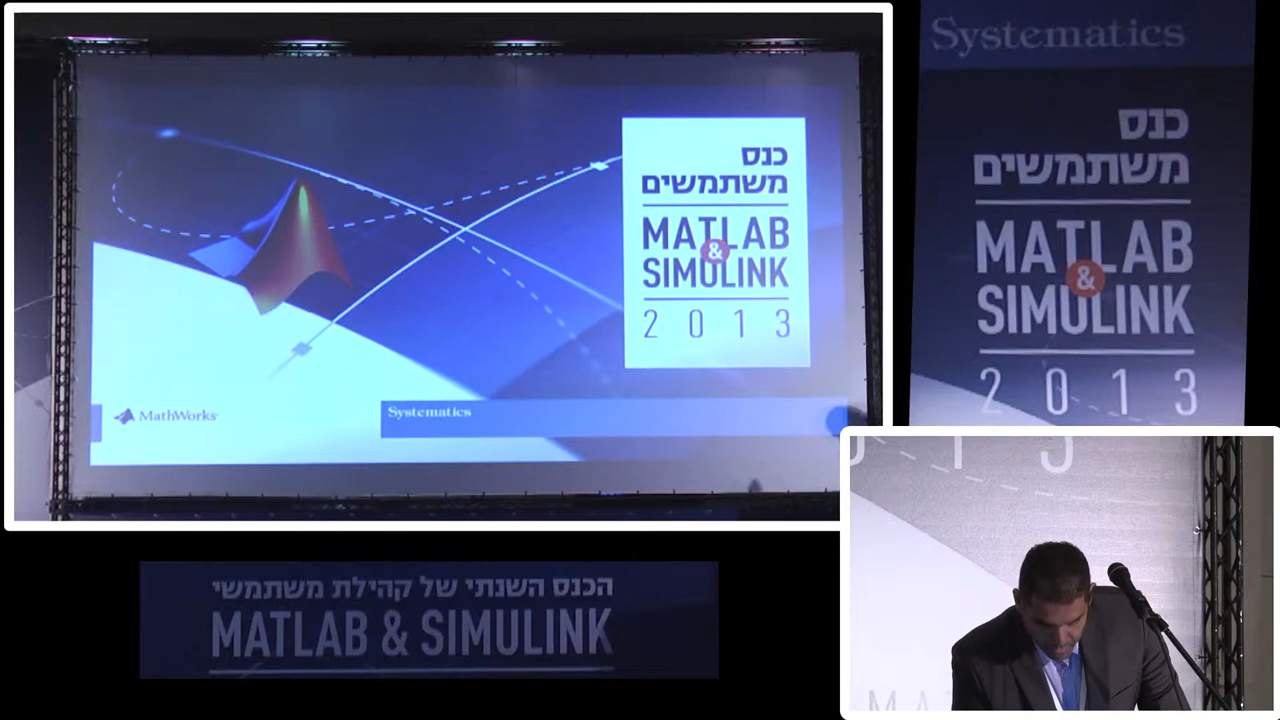 כנס
משתמשים
MATLAB
&
SIMULINK
2013
MathWorks
Systematics
Systematics
כנס
משתמשים
MATLAB
&
SIMULINK
2013
הכנס השנתי של קהילת משתמשי
MATLAB & SIMULINK